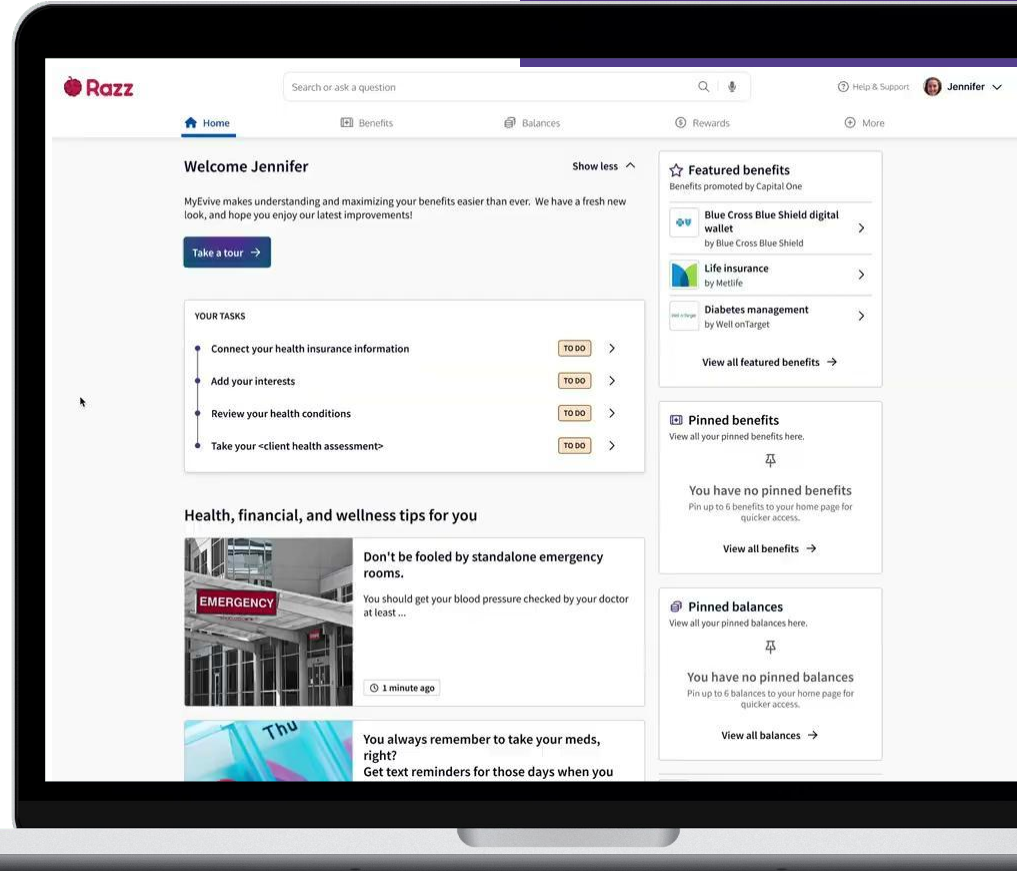 Razz
Search or ask a question
Help & Support
Jennifer
Home
Benefits
Balances
Rewards
More
Welcome Jennifer
Show less
MyEvive makes understanding and maximizing your benefits easier than ever. We have a fresh new
look, and hope you enjoy our latest improvements!
Take a tour
YOUR TASKS
Connect your health insurance information
TO DO
Add your interests
TO DO
Review your health conditions
TO DO
Take your <client health assessment>
TO DO
Health, financial, and wellness tips for you
EMERGENCY
Don't be fooled by standalone emergency
rooms.
You should get your blood pressure checked by your doctor
at least ...
1 minute ago
Thu
You always remember to take your meds,
right?
Get text reminders for those days when you
Featured benefits
Benefits promoted by Capital One
Blue Cross Blue Shield digital
wallet
by Blue Cross Blue Shield
Life insurance
by Metlife
Diabetes management
by Well onTarget
View all featured benefits
Pinned benefits
View all your pinned benefits here.
You have no pinned benefits
Pin up to 6 benefits to your home page for
quicker access.
View all benefits
Pinned balances
View all your pinned balances here.
You have no pinned balances
Pin up to 6 balances to your home page for
quicker access.
View all balances